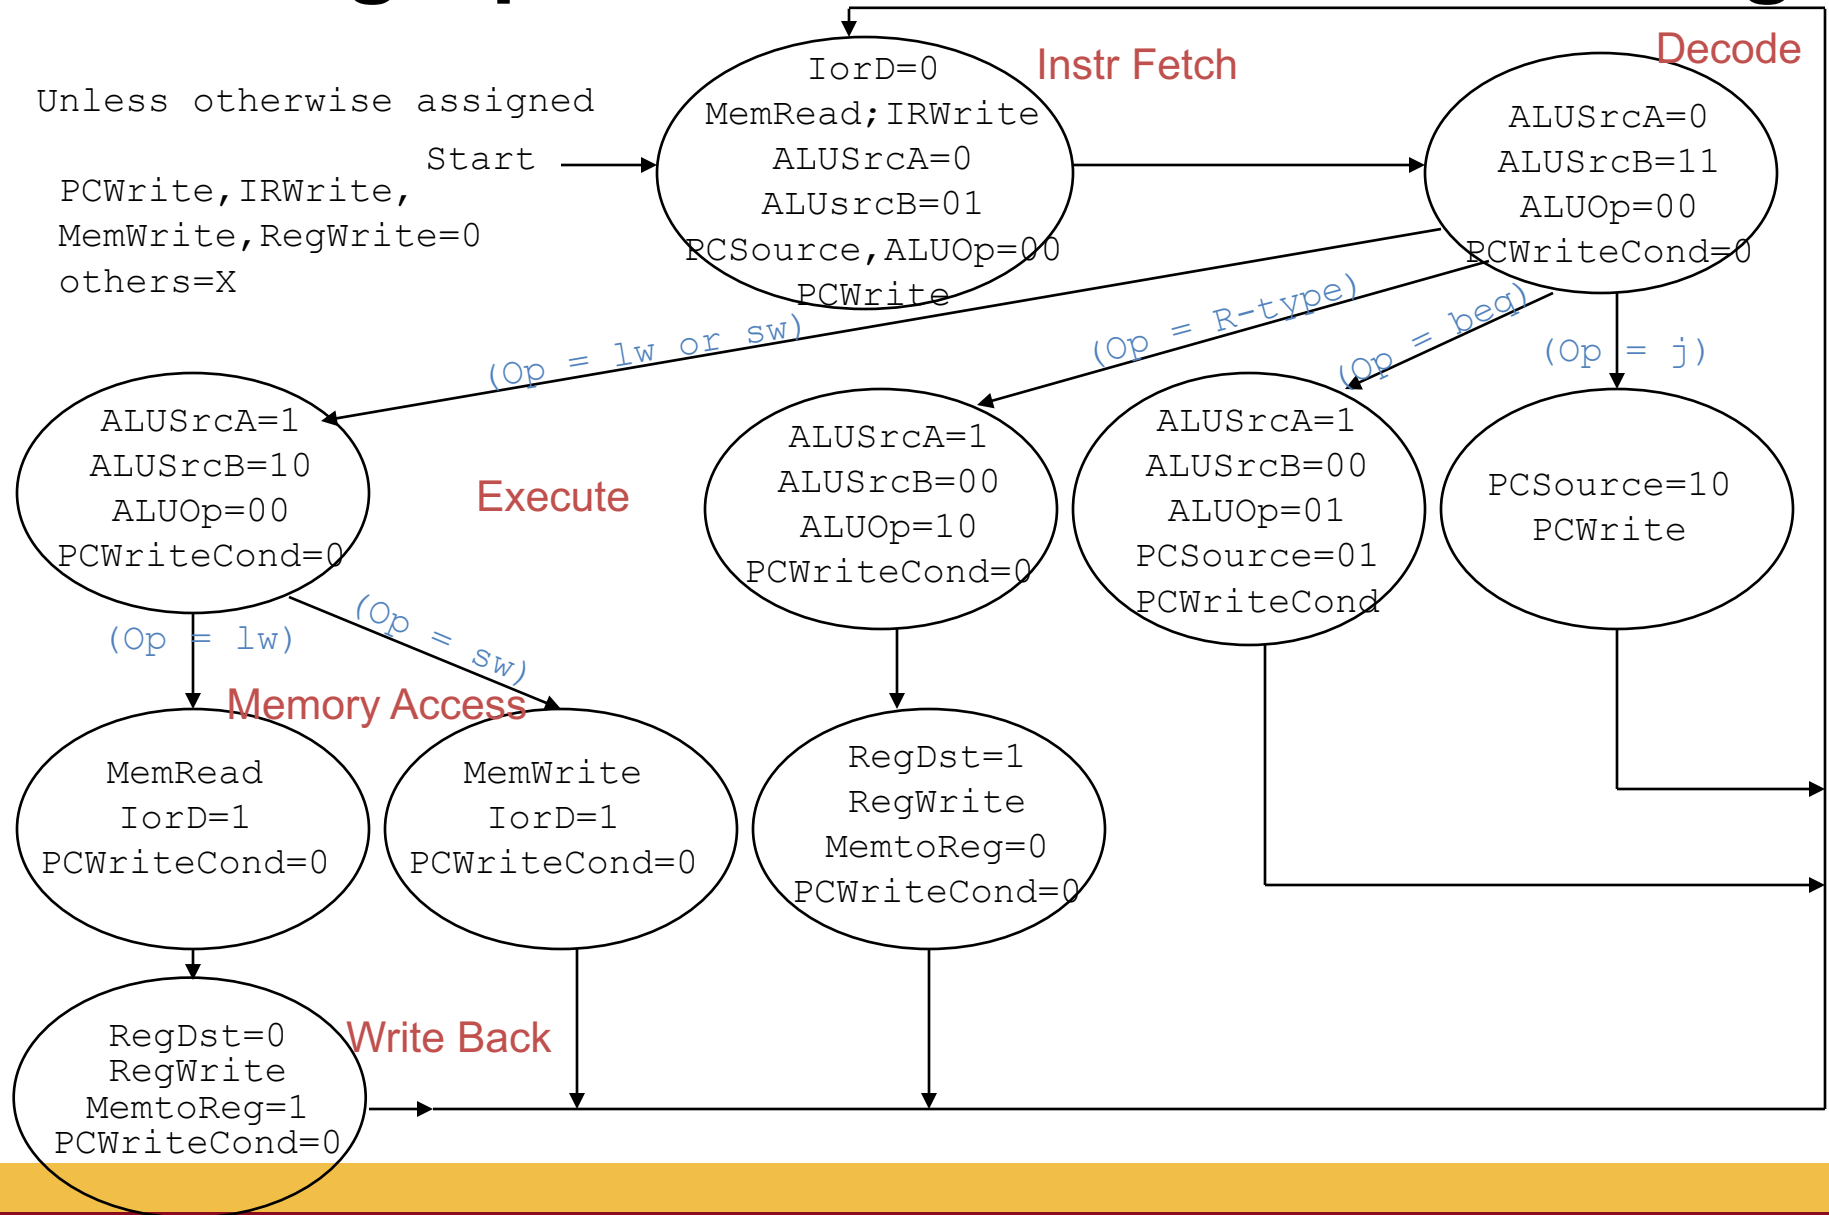 Instr Fetch
Decode
Unless otherwise assigned
Start
PCWrite,IRWrite,
MemWrite,RegWrite=0
others=X
IorD=0
MemRead;IRWrite
ALUSrcA=0
ALUsrcB=01
PCSource,ALUOp=00
PCWrite
ALUSrcA=0
ALUSrcB=11
ALUOp=00
PCWriteCond=0
(Op = lw or sw)
(Op = R-type)
(Op = beq)
(Op = j)
Execute
ALUSrcA=1
ALUSrcB=10
ALUOp=00
PCWriteCond=0
ALUSrcA=1
ALUSrcB=00
ALUOp=10
PCWriteCond=0
ALUSrcA=1
ALUSrcB=00
ALUOp=01
PCSource=01
PCWriteCond
PCSource=10
PCWrite
(Op = lw)
(Op = sw)
Memory Access
MemRead
IorD=1
PCWriteCond=0
MemWrite
IorD=1
PCWriteCond=0
RegDst=1
RegWrite
MemtoReg=0
PCWriteCond=0
Write Back
RegDst=0
RegWrite
MemtoReg=1
PCWriteCond=0